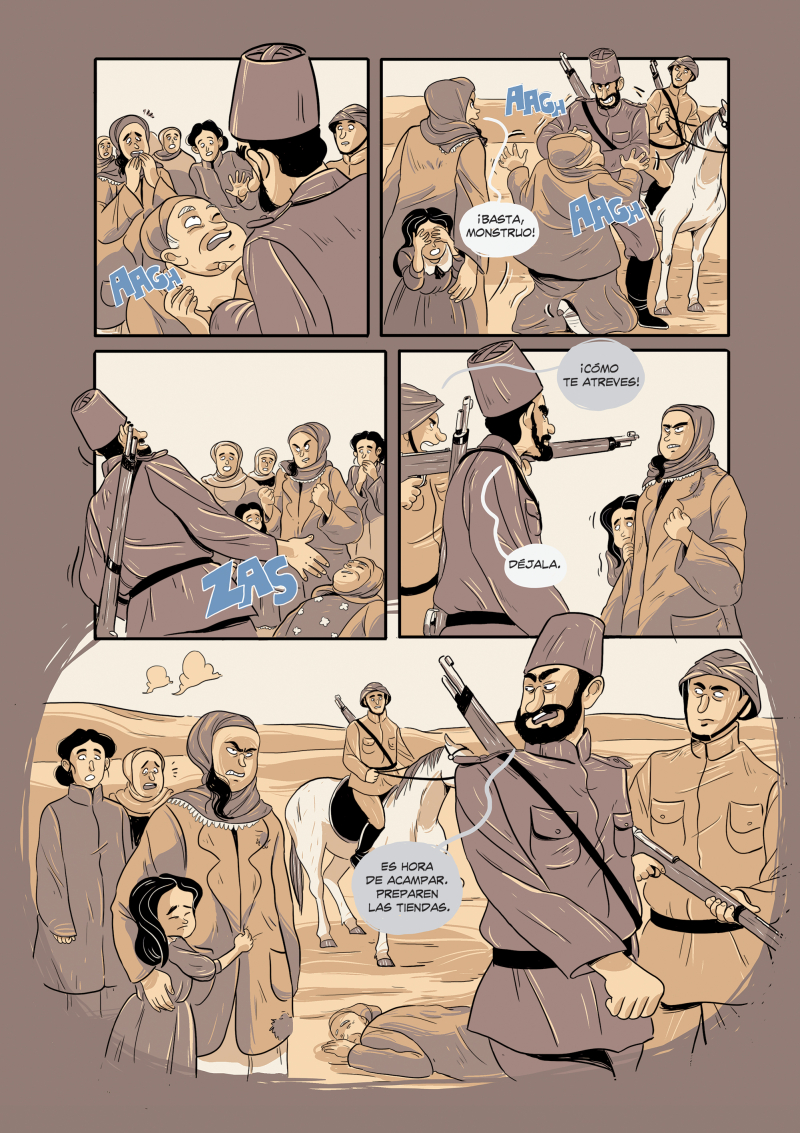 AAGH
AAGH
¡BASTA,
MONSTRUO!
AAGH
ZAS
¡CÓMO
TE ATREVES!
DÉJALA.
ES HORA
DE ACAMPAR.
PREPAREN
LAS TIENDAS.